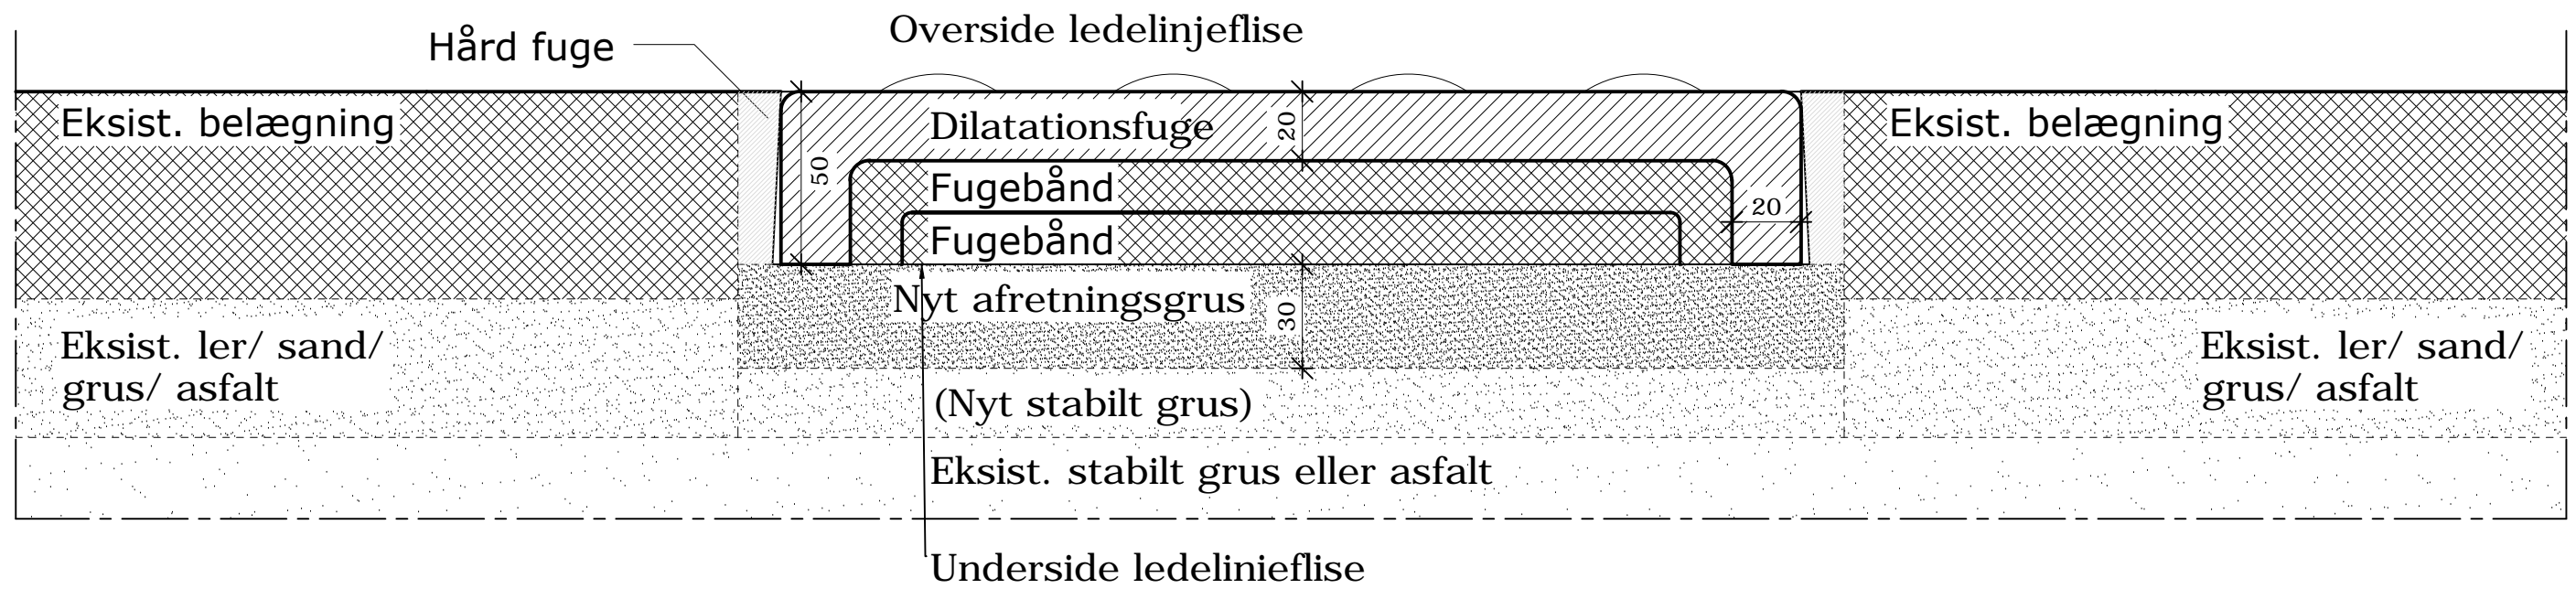 Overside ledelinjeflise
Hård fuge
Eksist. belægning
Dilatationsfuge
20
Eksist. belægning
50
Fugebånd
20
Fugebånd
Nyt afretningsgrus
30
Eksist. ler/ sand/
grus/ asfalt
Eksist. ler/ sand/
grus/ asfalt
(Nyt stabilt grus)
Eksist. stabilt grus eller asfalt
Underside ledelinieflise